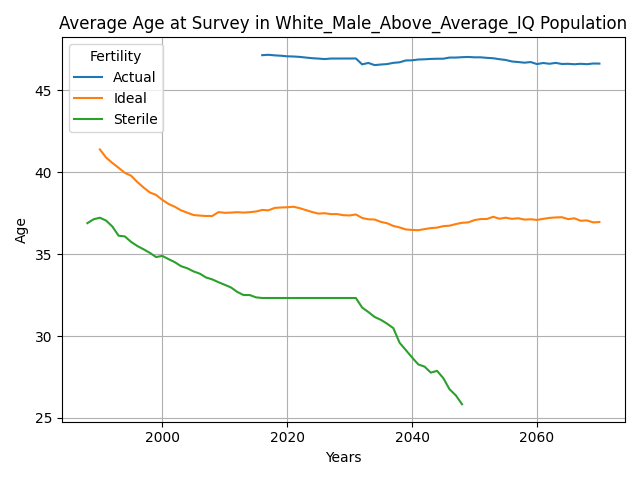 Average Age at Survey in White_Male_Above_Average_IQ Population
Fertility
Actual
Ideal
Sterile
45
40
35
30
25
Age
2000
2020
2040
2060
Years